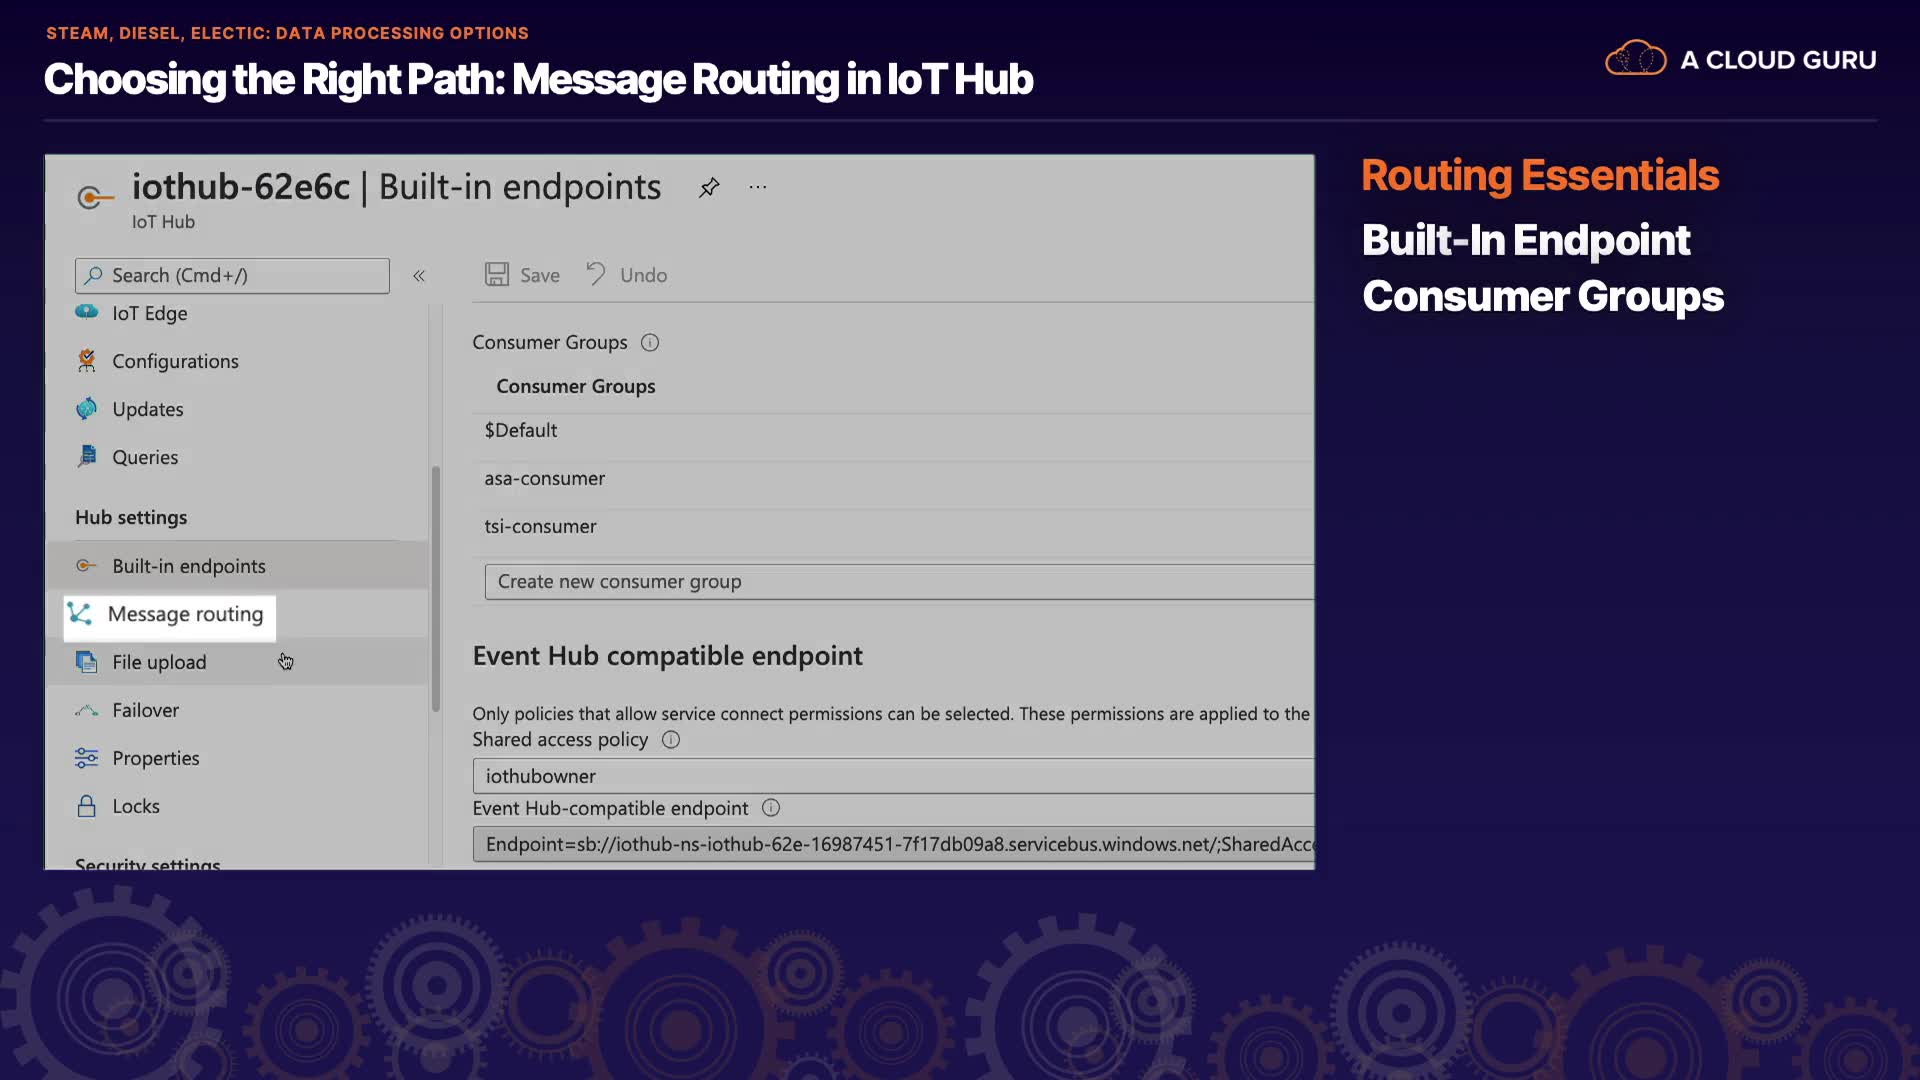 STEAM, DIESEL, ELECTIC: DATA PROCESSING OPTIONS
Choosing the Right Path: Message Routing in IoT Hub
A CLOUD GURU
iothub-62e6c | Built-in endpoints
IoT Hub
Search (Cmd+/)
IoT Edge
Configurations
Updates
Queries
Hub settings
Built-in endpoints
Message routing
File upload
Failover
Properties
Locks
Security settings
Save Undo
Consumer Groups
Consumer Groups
$Default
asa-consumer
tsi-consumer
Create new consumer group
Event Hub compatible endpoint
Only policies that allow service connect permissions can be selected. These permissions are applied to the
Shared access policy
iothubowner
Event Hub-compatible endpoint
Endpoint=sb://iothub-ns-iothub-62e-16987451-7f17db09a8.servicebus.windows.net/;SharedAcc
Routing Essentials
Built-In Endpoint
Consumer Groups